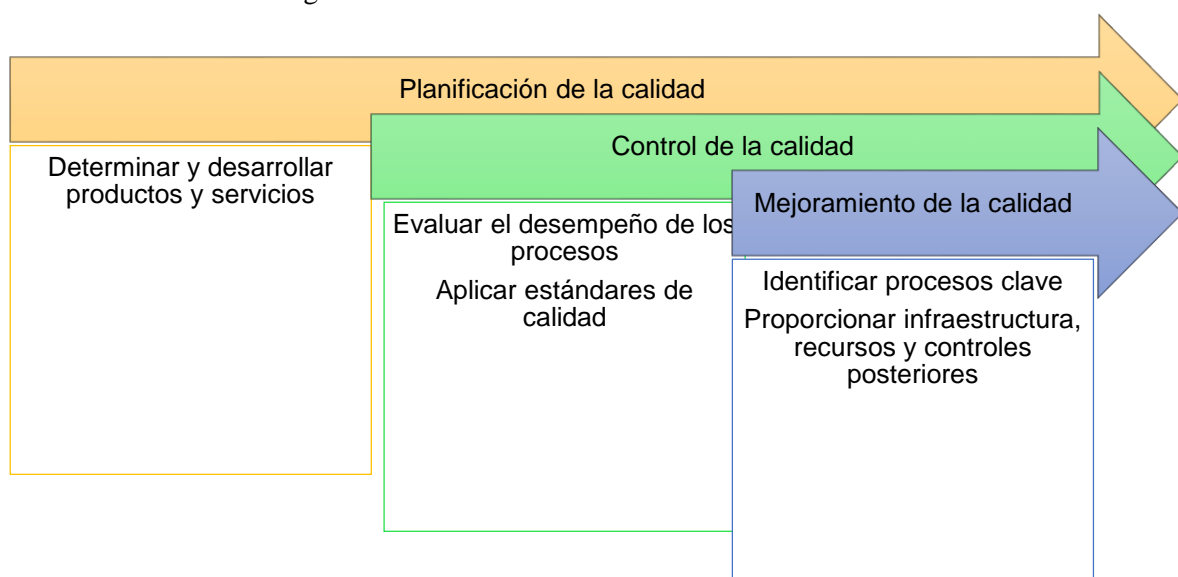 Planificación de la calidad
Determinar y desarrollar
productos y servicios
Control de la calidad
Evaluar el desempeño de los
procesos
Aplicar estándares de
calidad
Mejoramiento de la calidad
Identificar procesos clave
Proporcionar infraestructura,
recursos y controles
posteriores